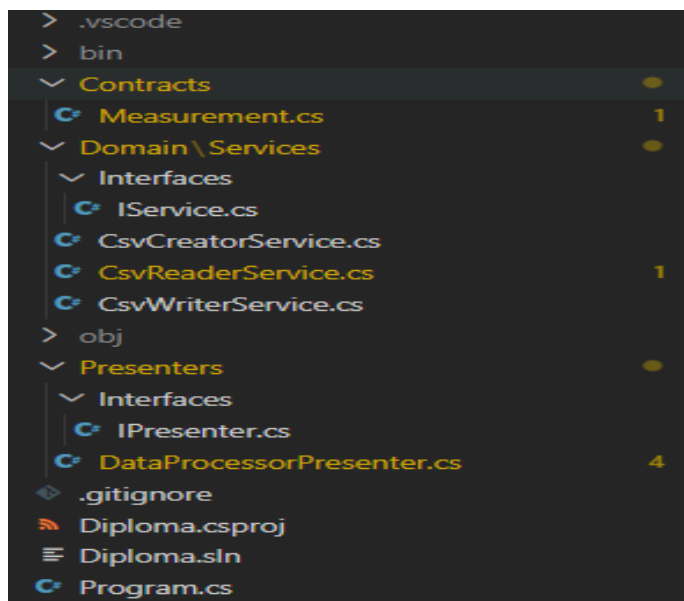 .vscode
bin
Contracts
C# Measurement.cs 1
Domain\Services
Interfaces
C# IService.cs
C# CsvCreatorService.cs
C# CsvReaderService.cs 1
C# CsvWriterService.cs
obj
Presenters
Interfaces
C# IPresenter.cs
C# DataProcessorPresenter.cs 4
.gitignore
Diploma.csproj
Diploma.sln
C# Program.cs